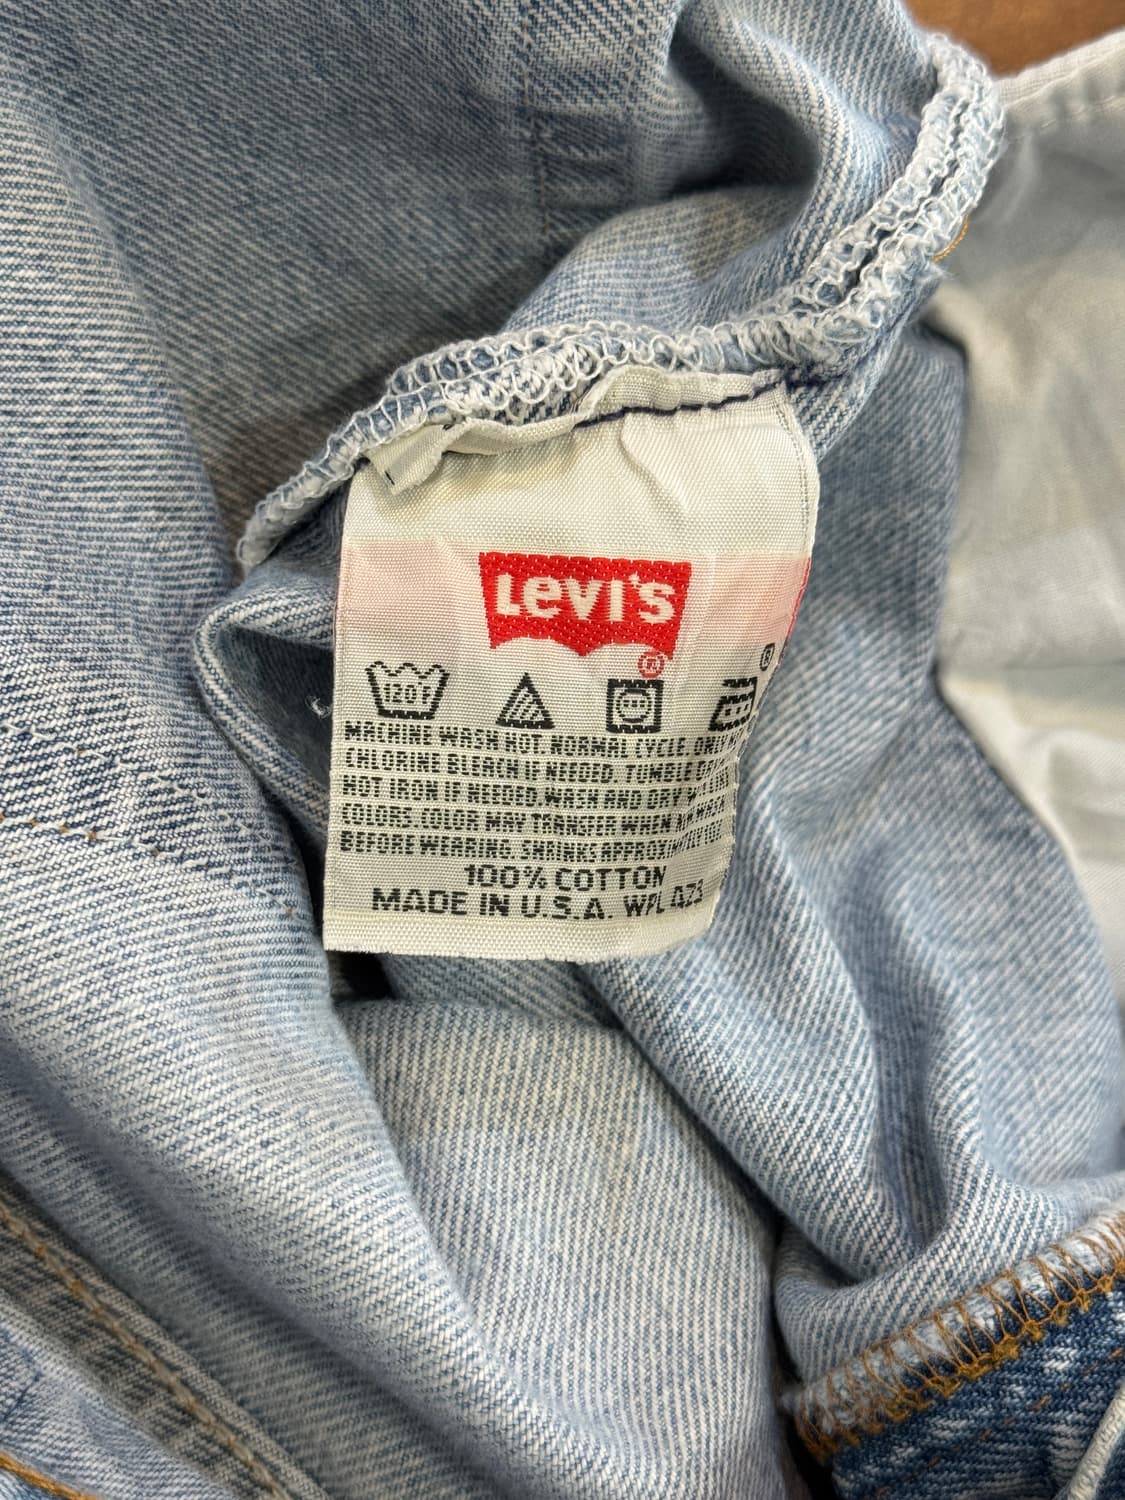 Levi's
®
®
120°F
MACHINE WASH HOT NORMAL CYCLE, ONLY
CHLORINE BLEACH IF NEEDED. TUMBLE
HOT IRON IF NEEDED. WASH AND DRY
COLORS. COLOR MAY TRANSFER WHEN
BEFORE WEARING. SHRINKS
100% COTTON
MADE IN U.S.A. WPL 423